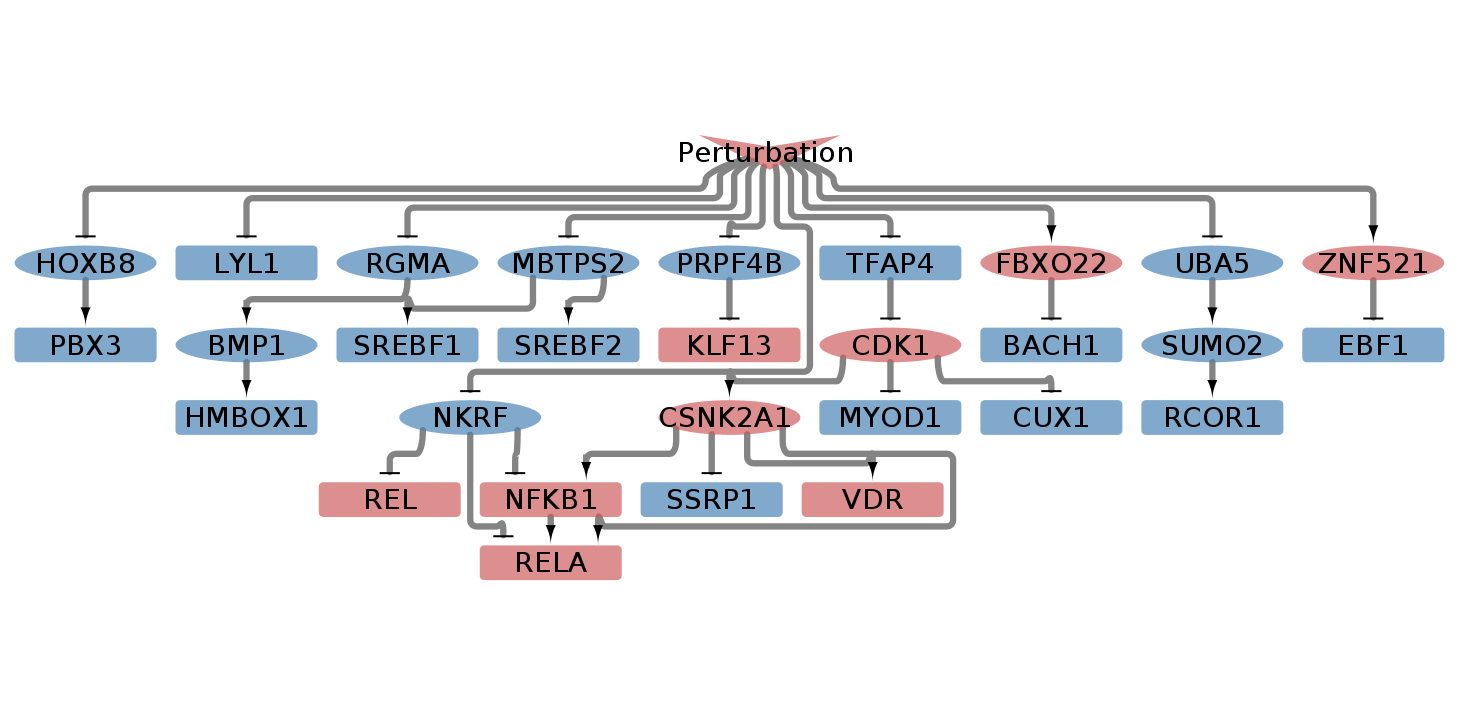 Perturbation
HOXB8 LYL1 RGMA MBTPS2 PRPF4B TFAP4 FBXO22 UBA5 ZNF521
PBX3 BMP1 SREBF1 SREBF2 KLF13 CDK1 BACH1 SUMO2 EBF1
HMBOX1 NKRF CSNK2A1 MYOD1 CUX1 RCOR1
REL NFKB1 SSRP1 VDR
RELA